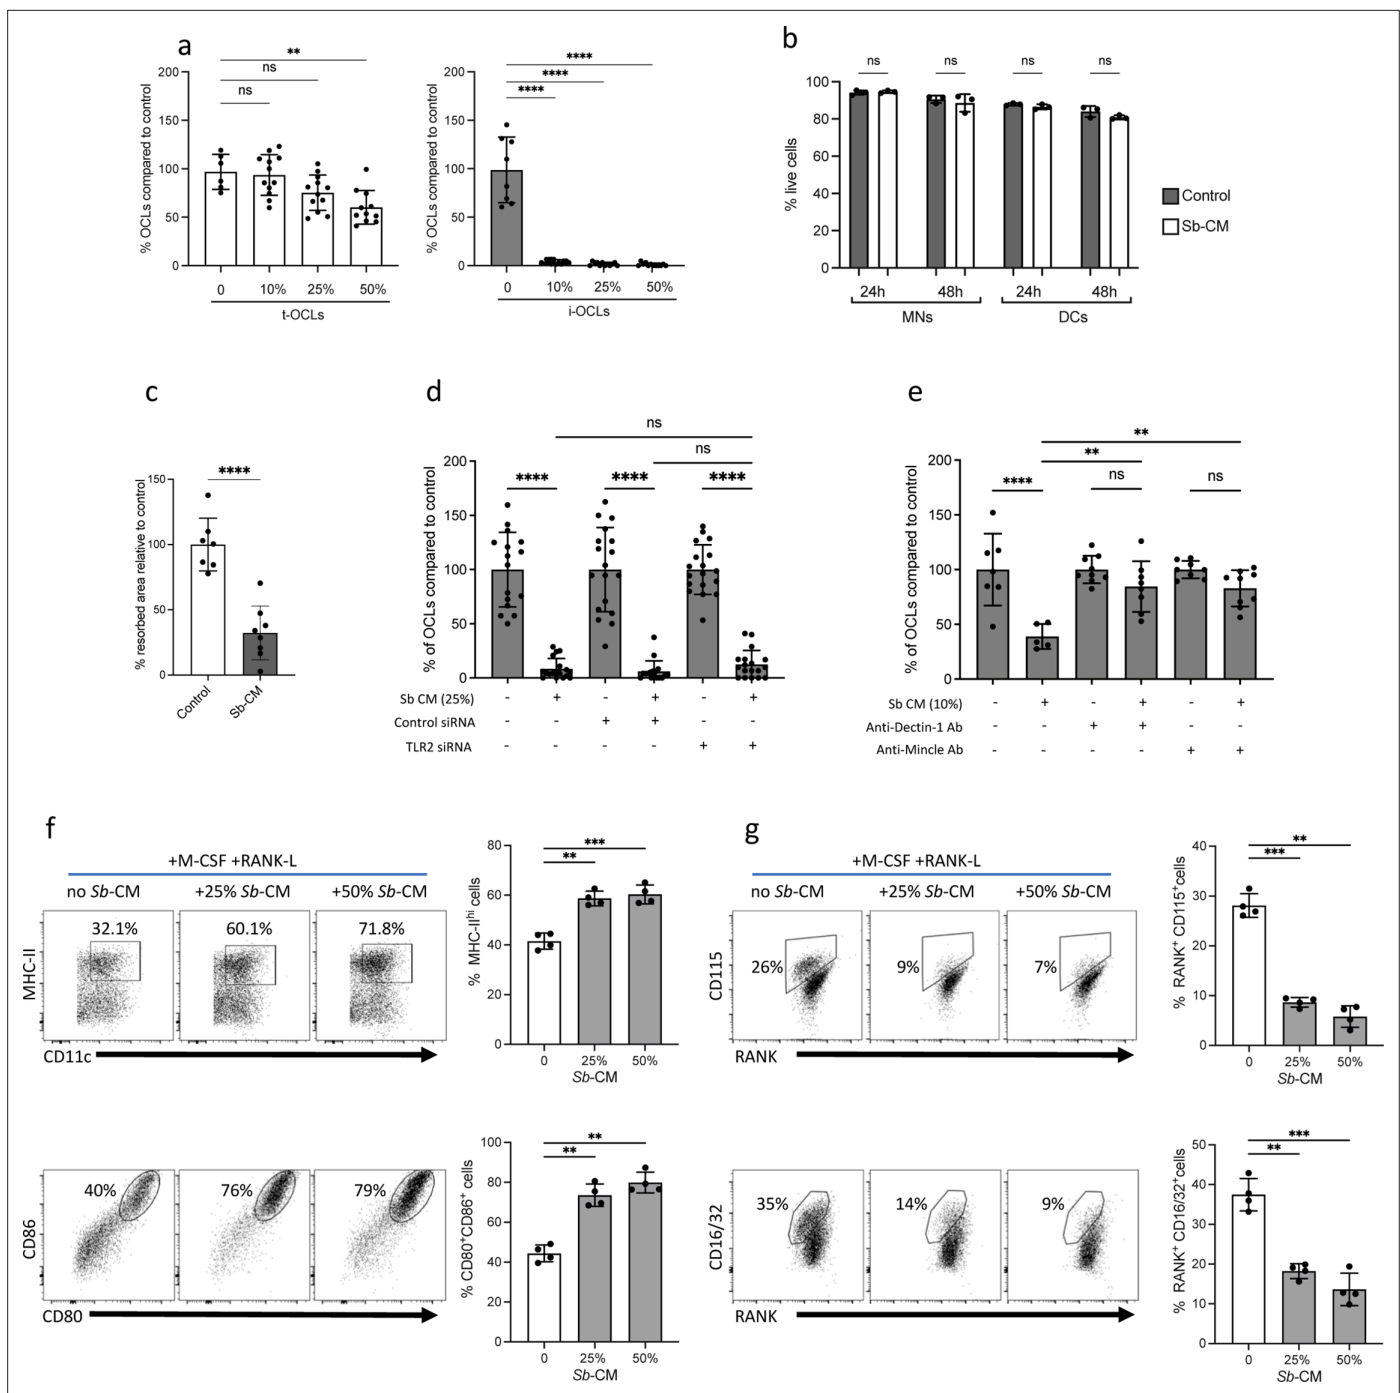 a
% OCLs compared to control
200
150
100
50
0
**
ns
ns
0 10% 25% 50%
t-OCLs
% OCLs compared to control
200
150
100
50
0
****
****
****
0 10% 25% 50%
i-OCLs
b
% live cells
100
80
60
40
20
0
ns ns ns ns
24h 48h 24h 48h
MNs DCs
Control
Sb-CM
c
% resorbed area relative to control
150
100
50
0
****
Control Sb-CM
d
% of OCLs compared to control
200
150
100
50
0
ns
ns
**** **** ****
Sb CM (25%) - + - + - +
Control siRNA - - + + - -
TLR2 siRNA - - - - + +
e
% of OCLs compared to control
200
150
100
50
0
**
**
**** ns ns
Sb CM (10%) - + - + - +
Anti-Dectin-1 Ab - - + + - -
Anti-Mincle Ab - - - - + +
f
+M-CSF +RANK-L
no Sb-CM +25% Sb-CM +50% Sb-CM
32.1% 60.1% 71.8%
MHC-II
CD11c
% MHC-IIhi cells
80
60
40
20
0
***
**
0 25% 50%
Sb-CM
40% 76% 79%
CD86
CD80
% CD80+CD86+ cells
100
80
60
40
20
0
**
**
0 25% 50%
Sb-CM
g
+M-CSF +RANK-L
no Sb-CM +25% Sb-CM +50% Sb-CM
26% 9% 7%
CD115
RANK
% RANK+ CD115+cells
40
30
20
10
0
**
***
0 25% 50%
Sb-CM
35% 14% 9%
CD16/32
RANK
% RANK+ CD16/32+cells
50
40
30
20
10
0
***
**
0 25% 50%
Sb-CM